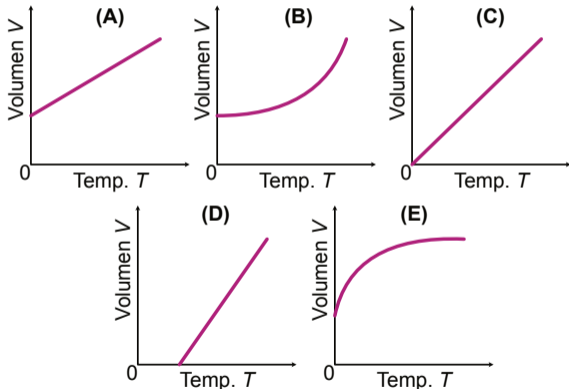 (A)
Volumen V
0
Temp. T
(B)
Volumen V
0
Temp. T
(C)
Volumen V
0
Temp. T
(D)
Volumen V
0
Temp. T
(E)
Volumen V
0
Temp. T